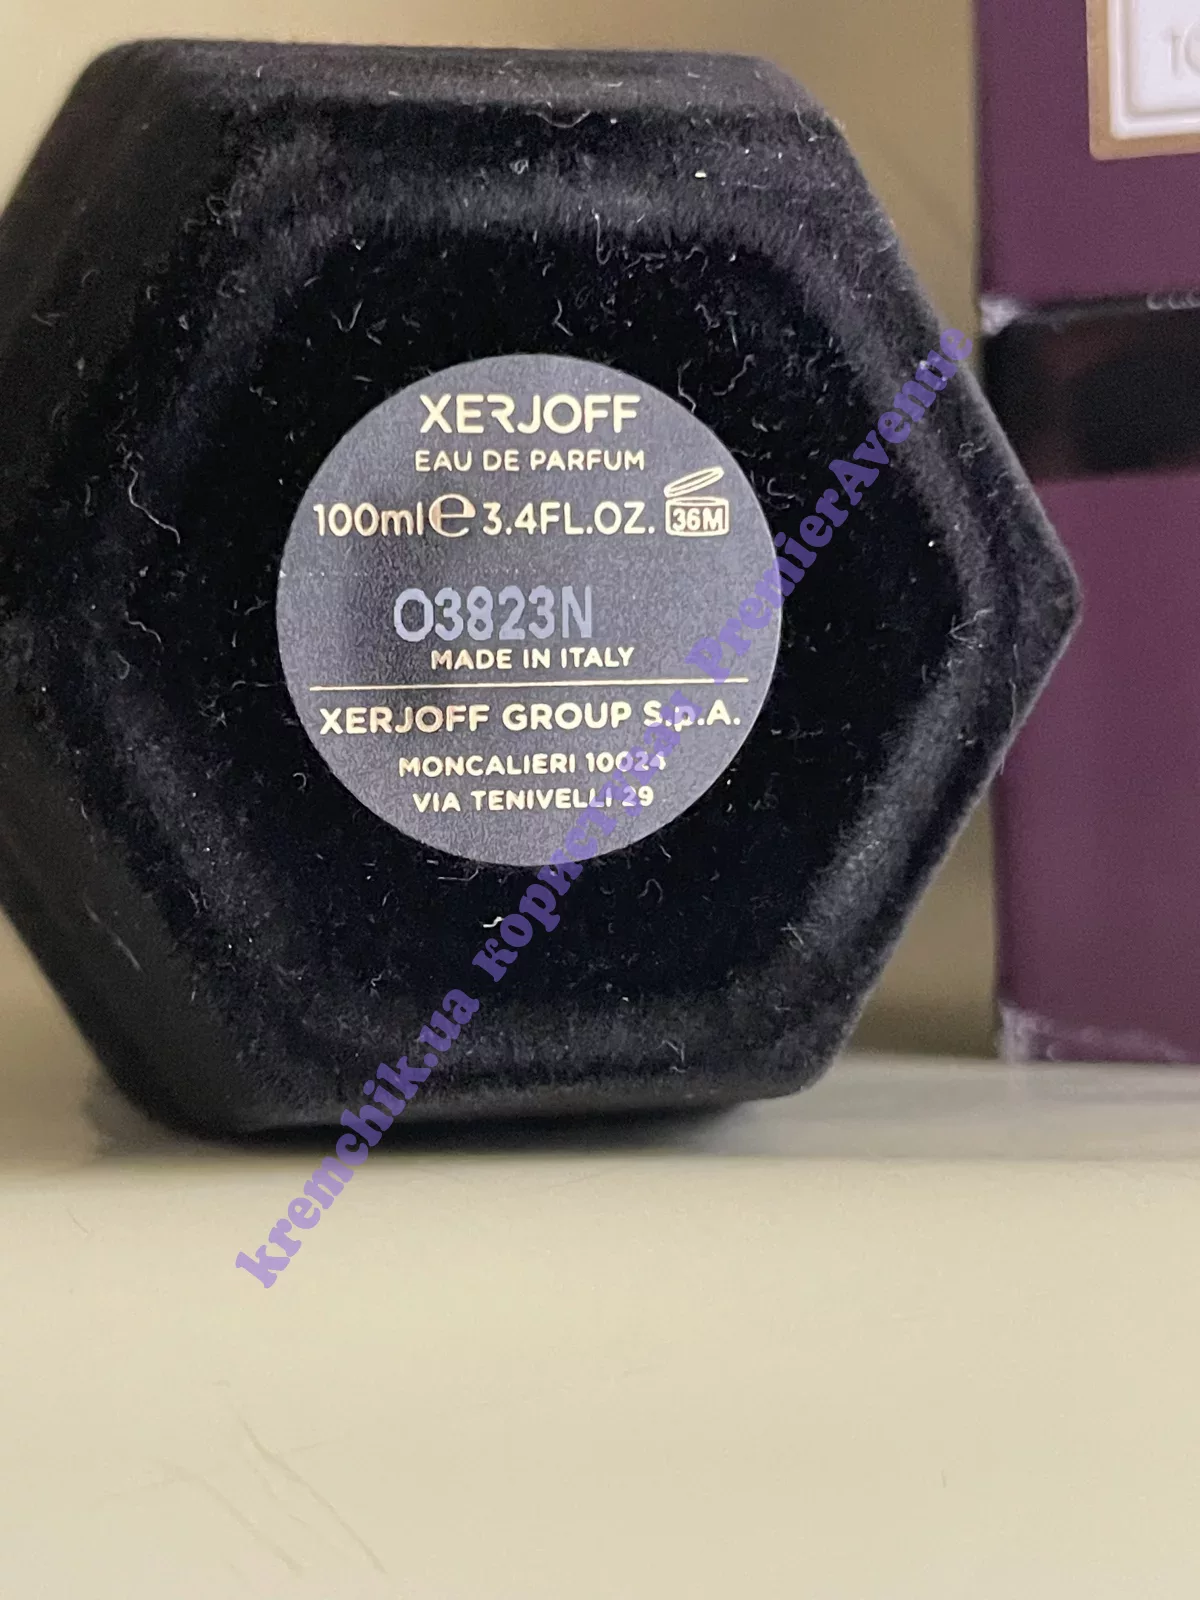 XERJOFF
EAU DE PARFUM
100ml ℮ 3.4FL.OZ. 36M
O3823N
MADE IN ITALY
XERJOFF GROUP S.p.A.
MONCALIERI 10024
VIA TENIVELLI 29
kremchik.ua користувач PremierAvenue